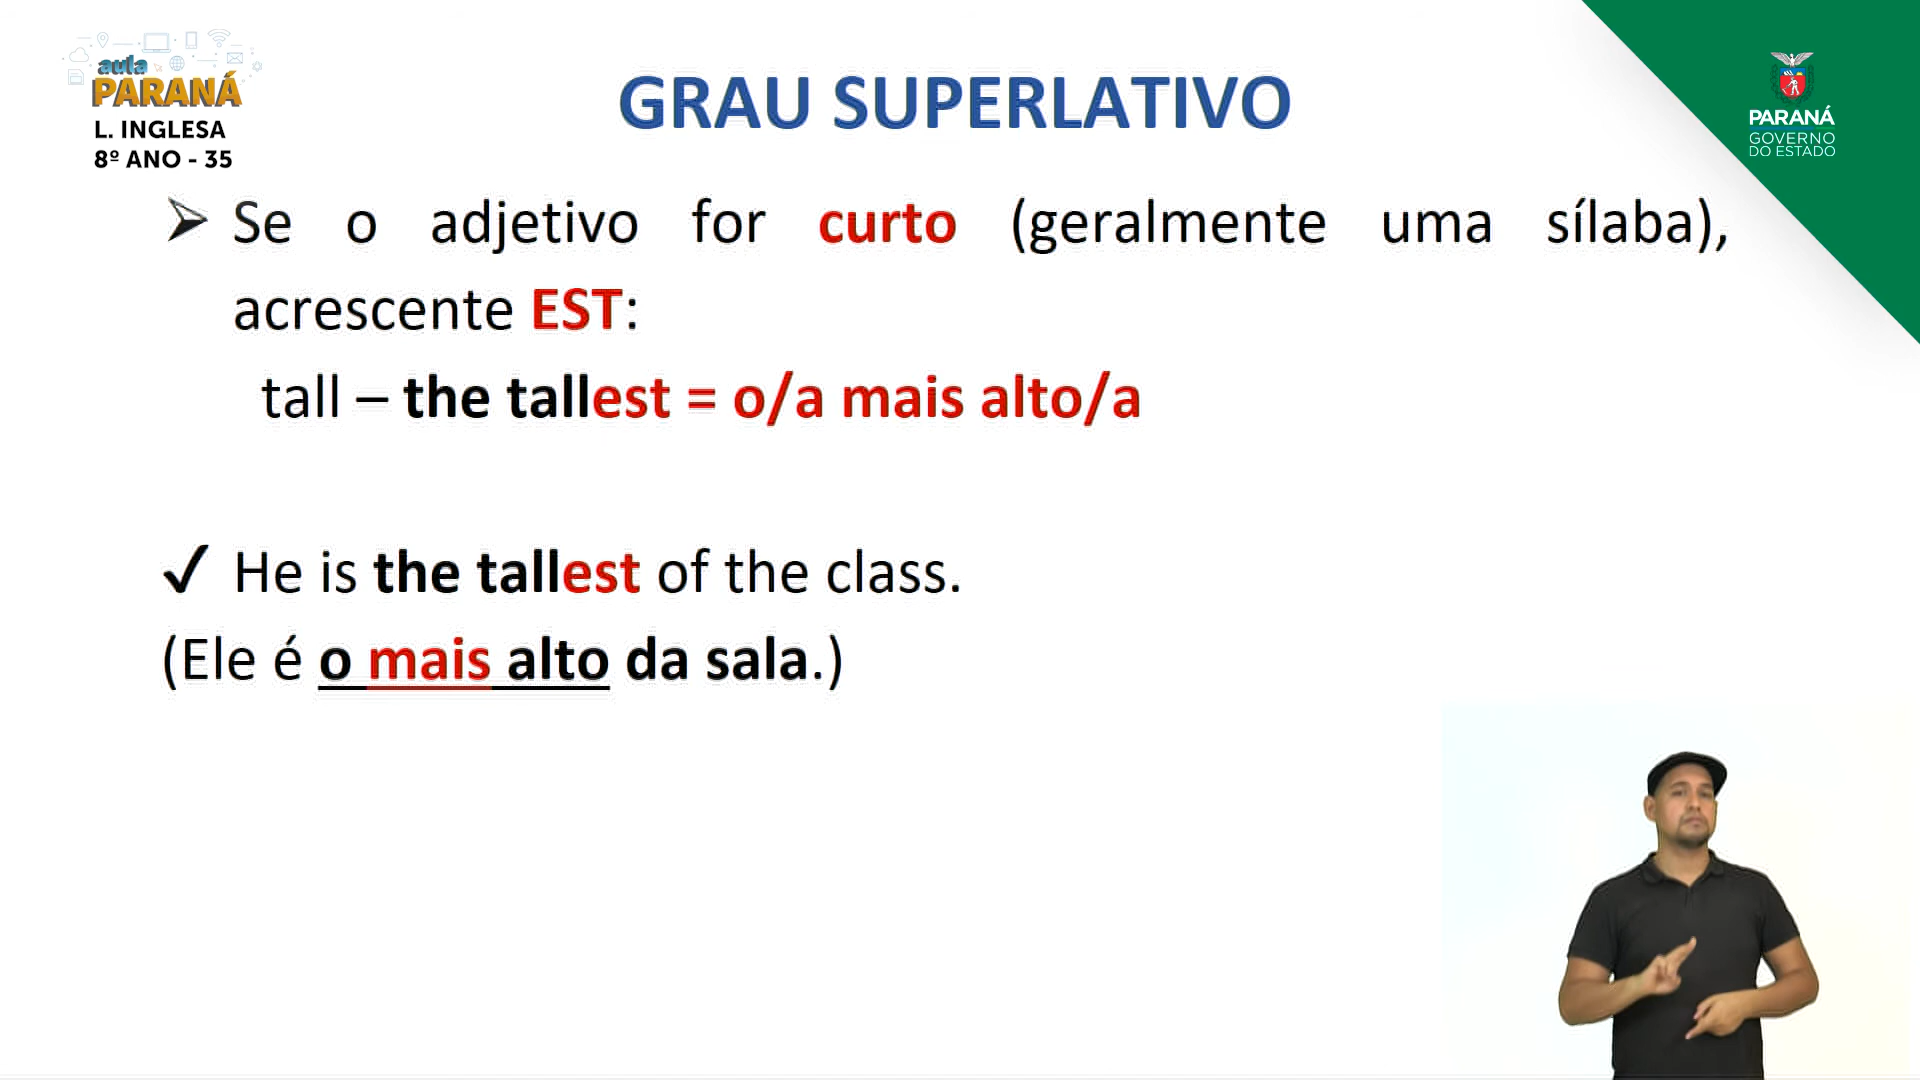 aula
PARANÁ
L. INGLESA
8º ANO - 35
GRAU SUPERLATIVO
PARANÁ
GOVERNO
DO ESTADO
➢ Se o adjetivo for curto (geralmente uma sílaba),
acrescente EST:
tall – the tallest = o/a mais alto/a
✓ He is the tallest of the class.
(Ele é o mais alto da sala.)